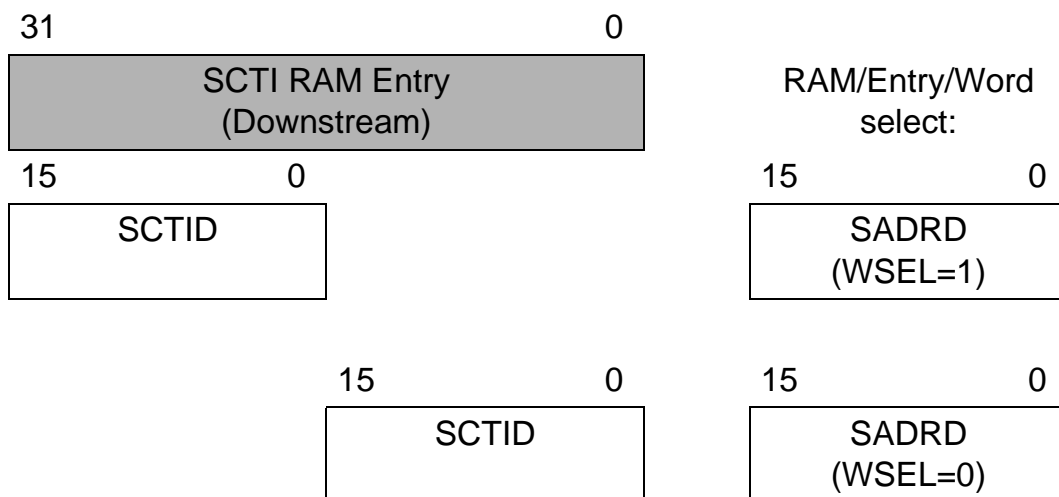 31 0
SCTI RAM Entry
(Downstream)
RAM/Entry/Word
select:
15 0
15 0
SCTID
SADRD
(WSEL=1)
15 0
15 0
SCTID
SADRD
(WSEL=0)